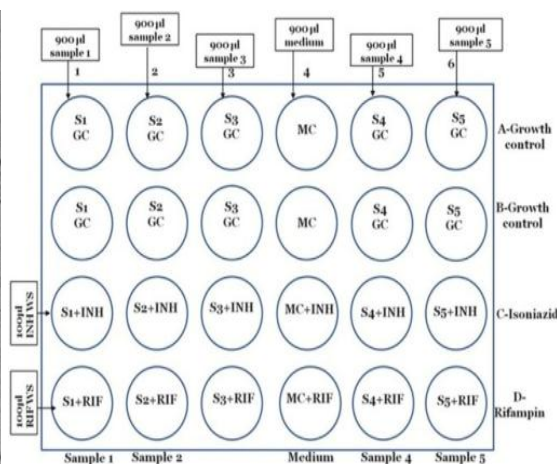 900 µl
sample 1
900 µl
sample 2
900 µl
sample 3
900 µl
medium
900 µl
sample 4
900 µl
sample 5
1 2 3 4 5 6
S1
GC
S2
GC
S3
GC
MC
S4
GC
S5
GC
A-Growth
control
S1
GC
S2
GC
S3
GC
MC
S4
GC
S5
GC
B-Growth
control
100µl
INH WS
S1+INH S2+INH S3+INH MC+INH S4+INH S5+INH
C-Isoniazid
100µl
RIF WS
S1+RIF S2+RIF S3+RIF MC+RIF S4+RIF S5+RIF
D-
Rifampin
Sample 1 Sample 2 Medium Sample 4 Sample 5